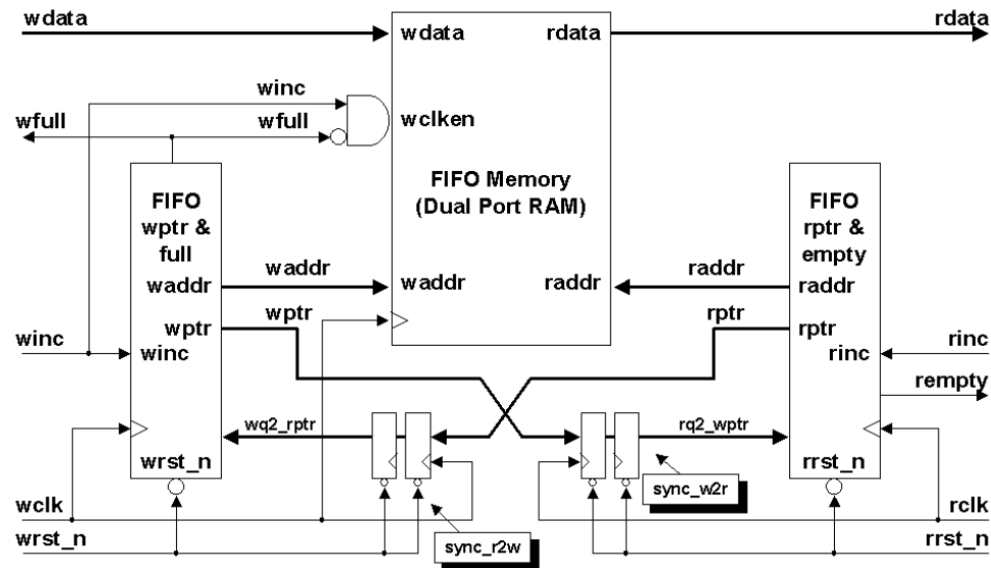 wdata
rdata
wdata
rdata
winc
wclken
wfull
wfull
FIFO Memory
(Dual Port RAM)
FIFO
wptr &
full
FIFO
rptr &
empty
waddr
waddr
waddr
raddr
raddr
raddr
wptr
wptr
rptr
rptr
winc
winc
rinc
rinc
rempty
wq2_rptr
rq2_wptr
wrst_n
rrst_n
sync_w2r
wclk
rclk
wrst_n
sync_r2w
rrst_n